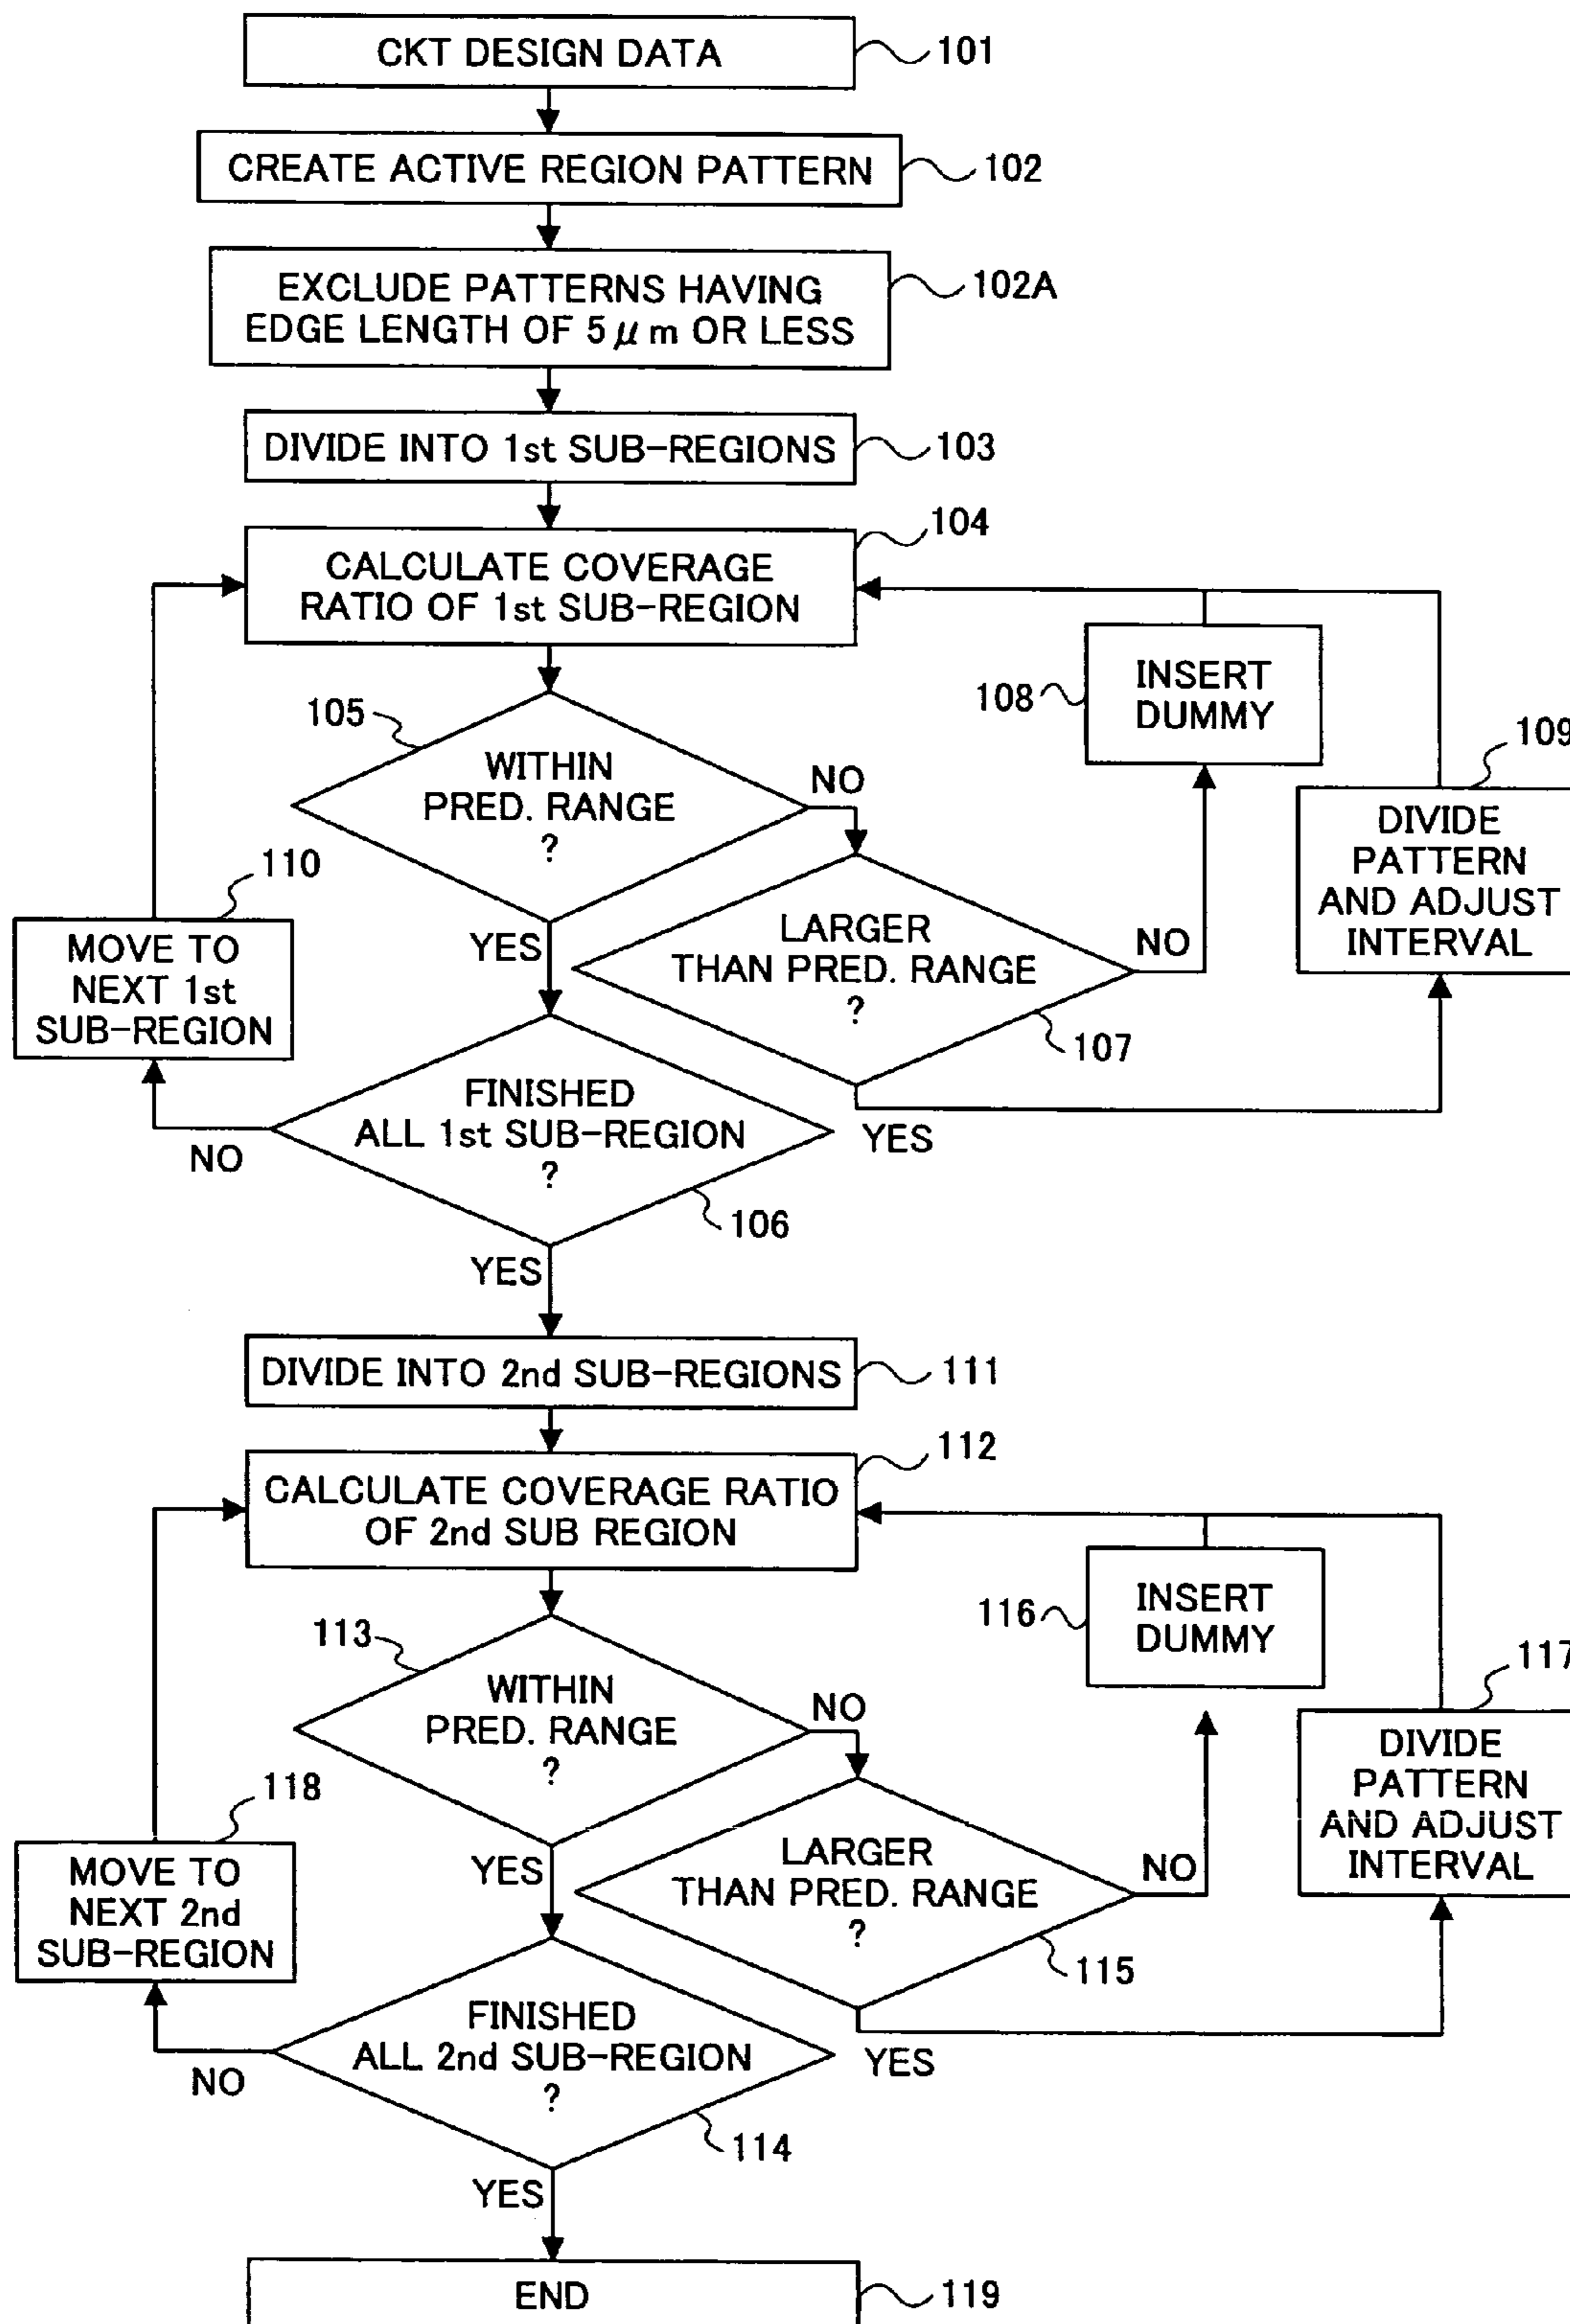 CKT DESIGN DATA
101
CREATE ACTIVE REGION PATTERN
102
EXCLUDE PATTERNS HAVING
EDGE LENGTH OF 5 μm OR LESS
102A
DIVIDE INTO 1st SUB-REGIONS
103
CALCULATE COVERAGE
RATIO OF 1st SUB-REGION
104
105
WITHIN
PRED. RANGE
?
NO
YES
108
INSERT
DUMMY
109
DIVIDE
PATTERN
AND ADJUST
INTERVAL
110
MOVE TO
NEXT 1st
SUB-REGION
LARGER
THAN PRED. RANGE
?
NO
107
YES
FINISHED
ALL 1st SUB-REGION
?
NO
106
YES
DIVIDE INTO 2nd SUB-REGIONS
111
CALCULATE COVERAGE RATIO
OF 2nd SUB REGION
112
113
WITHIN
PRED. RANGE
?
NO
YES
116
INSERT
DUMMY
117
DIVIDE
PATTERN
AND ADJUST
INTERVAL
118
MOVE TO
NEXT 2nd
SUB-REGION
LARGER
THAN PRED. RANGE
?
NO
115
YES
FINISHED
ALL 2nd SUB-REGION
?
NO
114
YES
END
119